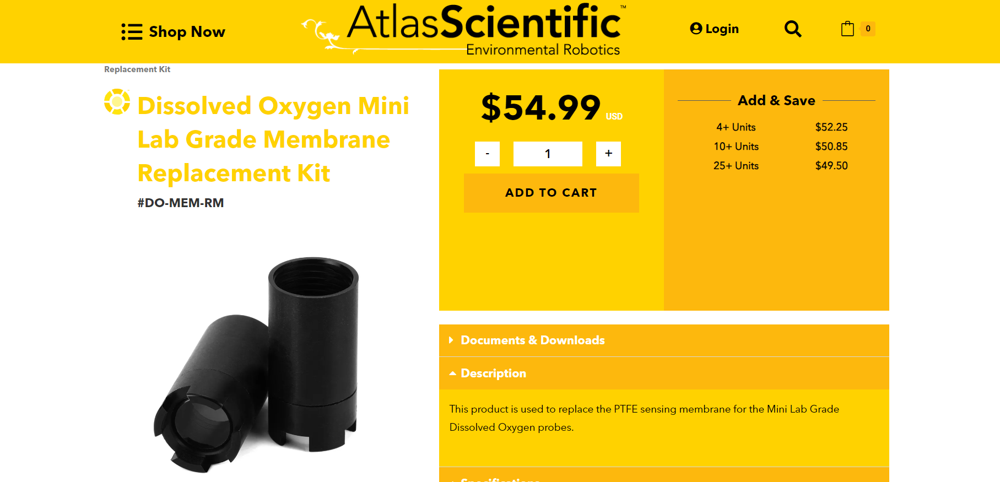 Shop Now
AtlasScientific™
Environmental Robotics
Login
0
Replacement Kit
Dissolved Oxygen Mini
Lab Grade Membrane
Replacement Kit
#DO-MEM-RM
$54.99 USD
- 1 +
ADD TO CART
Add & Save
4+ Units $52.25
10+ Units $50.85
25+ Units $49.50
Documents & Downloads
Description
This product is used to replace the PTFE sensing membrane for the Mini Lab Grade
Dissolved Oxygen probes.
Specifications